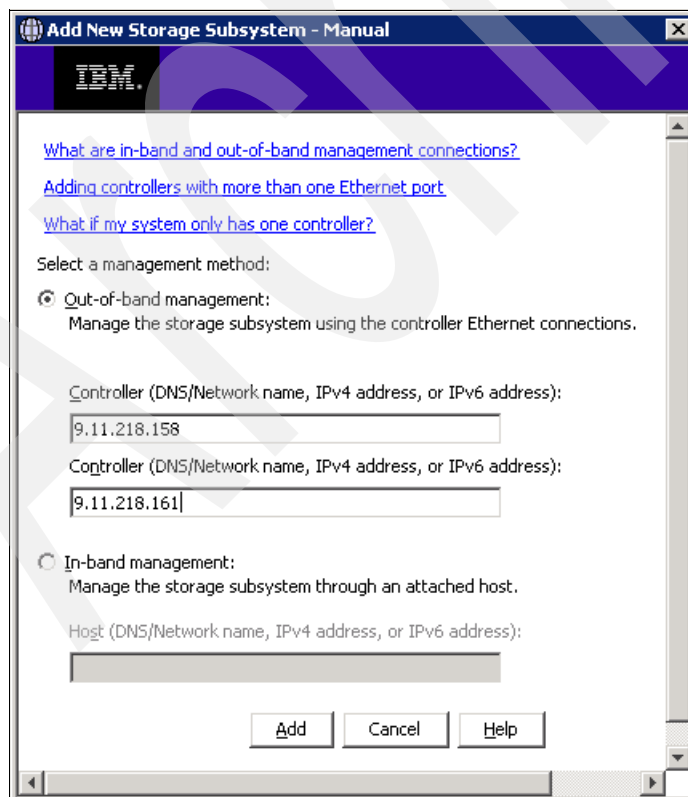 Add New Storage Subsystem - Manual
IBM.
What are in-band and out-of-band management connections?
Adding controllers with more than one Ethernet port
What if my system only has one controller?
Select a management method:
Out-of-band management:
Manage the storage subsystem using the controller Ethernet connections.
Controller (DNS/Network name, IPv4 address, or IPv6 address):
9.11.218.158
Controller (DNS/Network name, IPv4 address, or IPv6 address):
9.11.218.161
In-band management:
Manage the storage subsystem through an attached host.
Host (DNS/Network name, IPv4 address, or IPv6 address):
Add Cancel Help